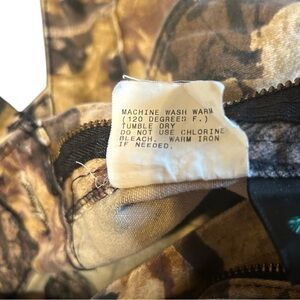 MACHINE WASH WARM
(120 DEGREES F.)
TUMBLE DRY
DO NOT USE CHLORINE
BLEACH. WARM IRON
IF NEEDED.